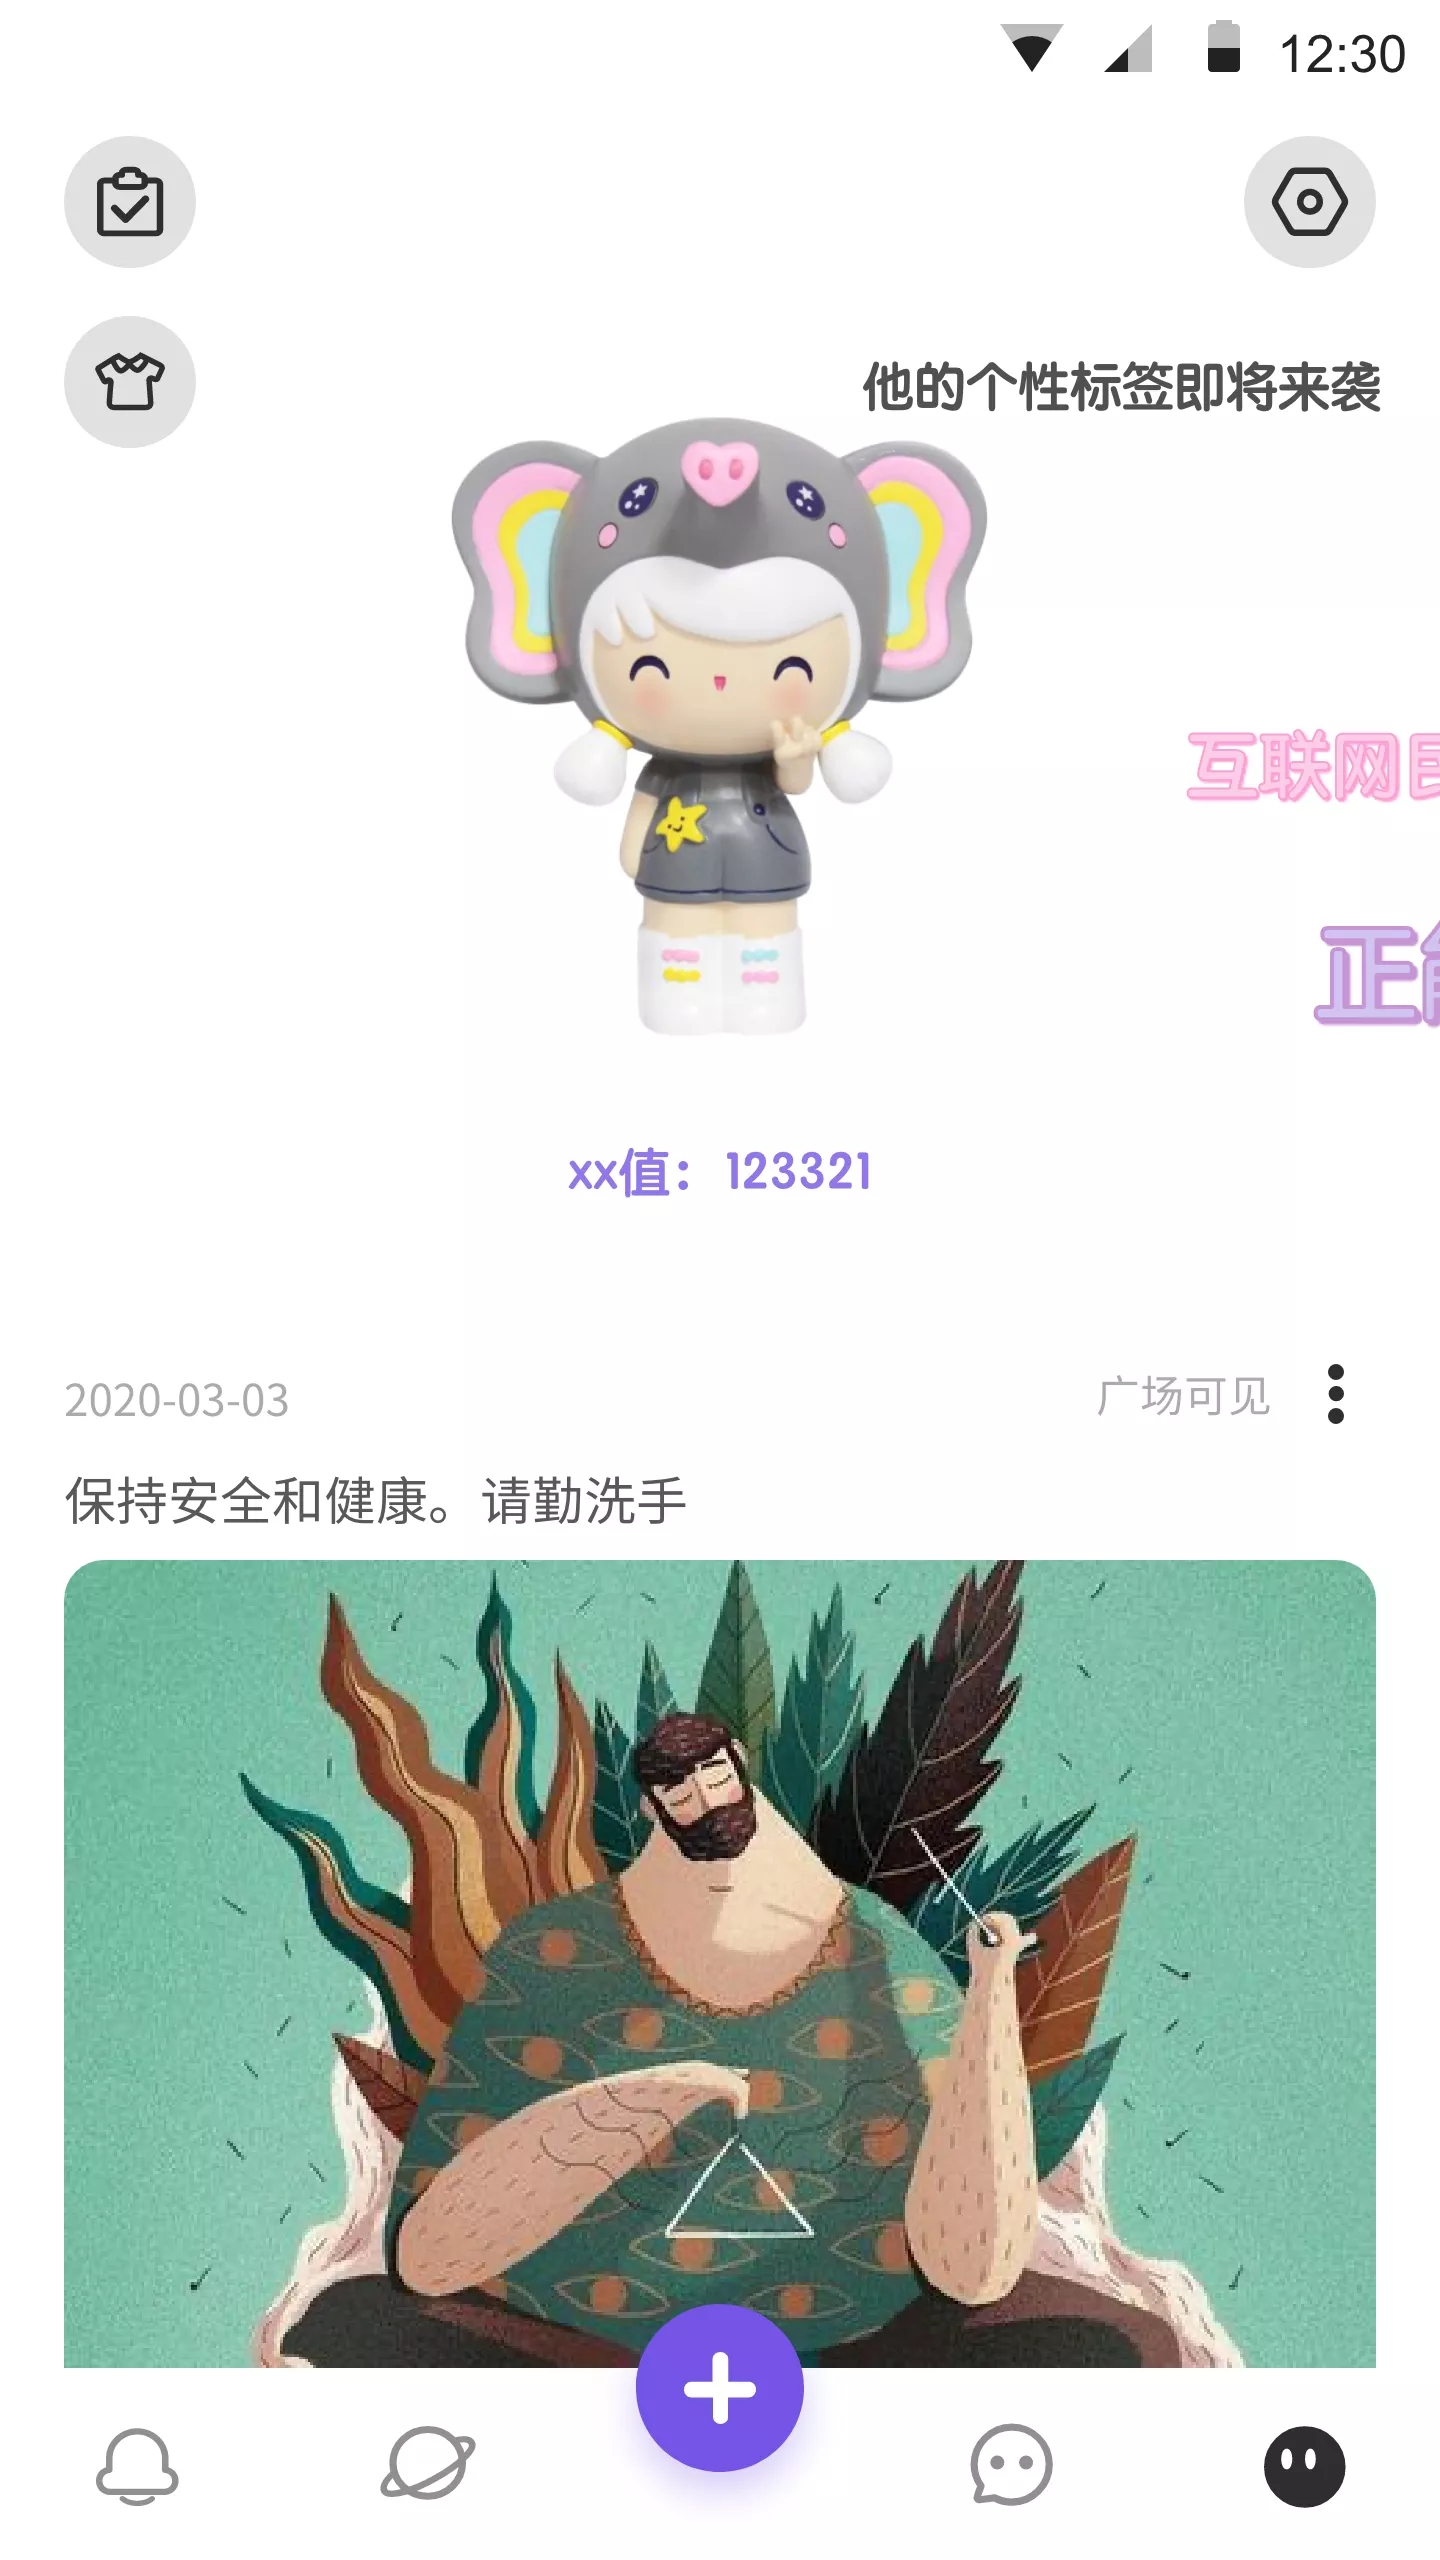 12:30
他的个性标签即将来袭
互联网
正
xx值：123321
2020-03-03
广场可见
保持安全和健康。请勤洗手